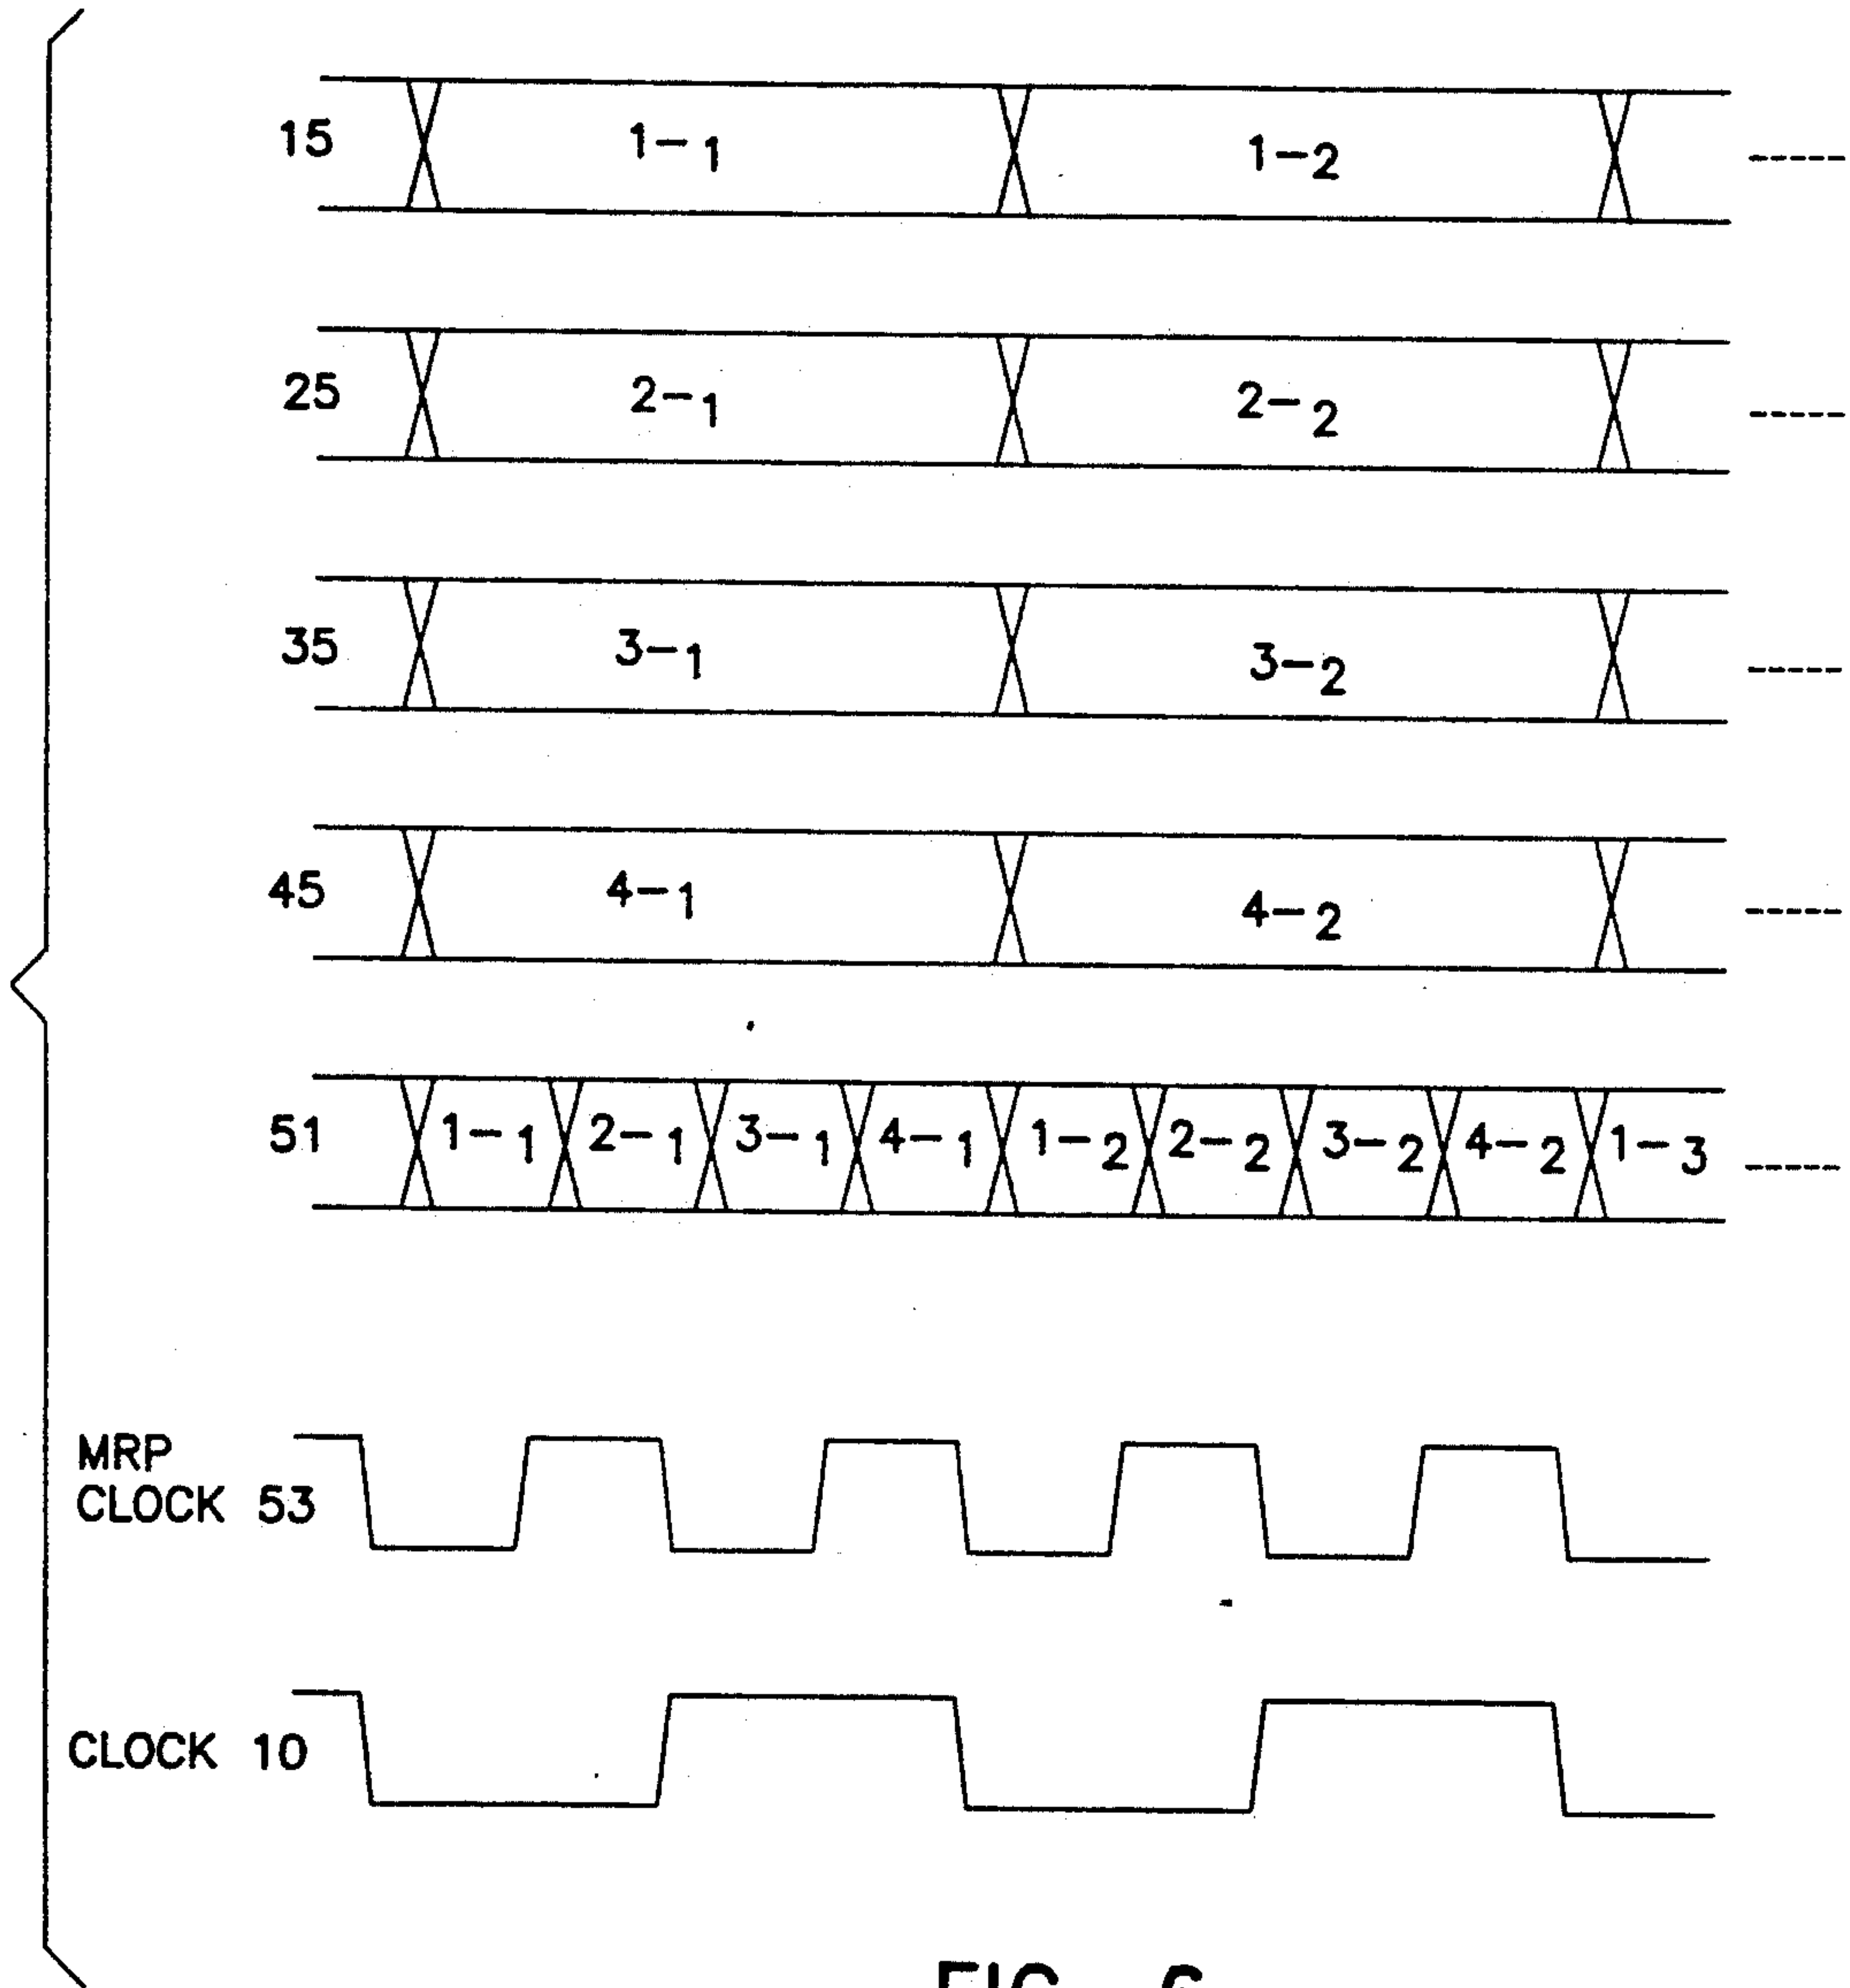 15 1-1 1-2 -----
25 2-1 2-2 -----
35 3-1 3-2 -----
45 4-1 4-2 -----
51 1-1 2-1 3-1 4-1 1-2 2-2 3-2 4-2 1-3 -----
MRP
CLOCK 53
CLOCK 10